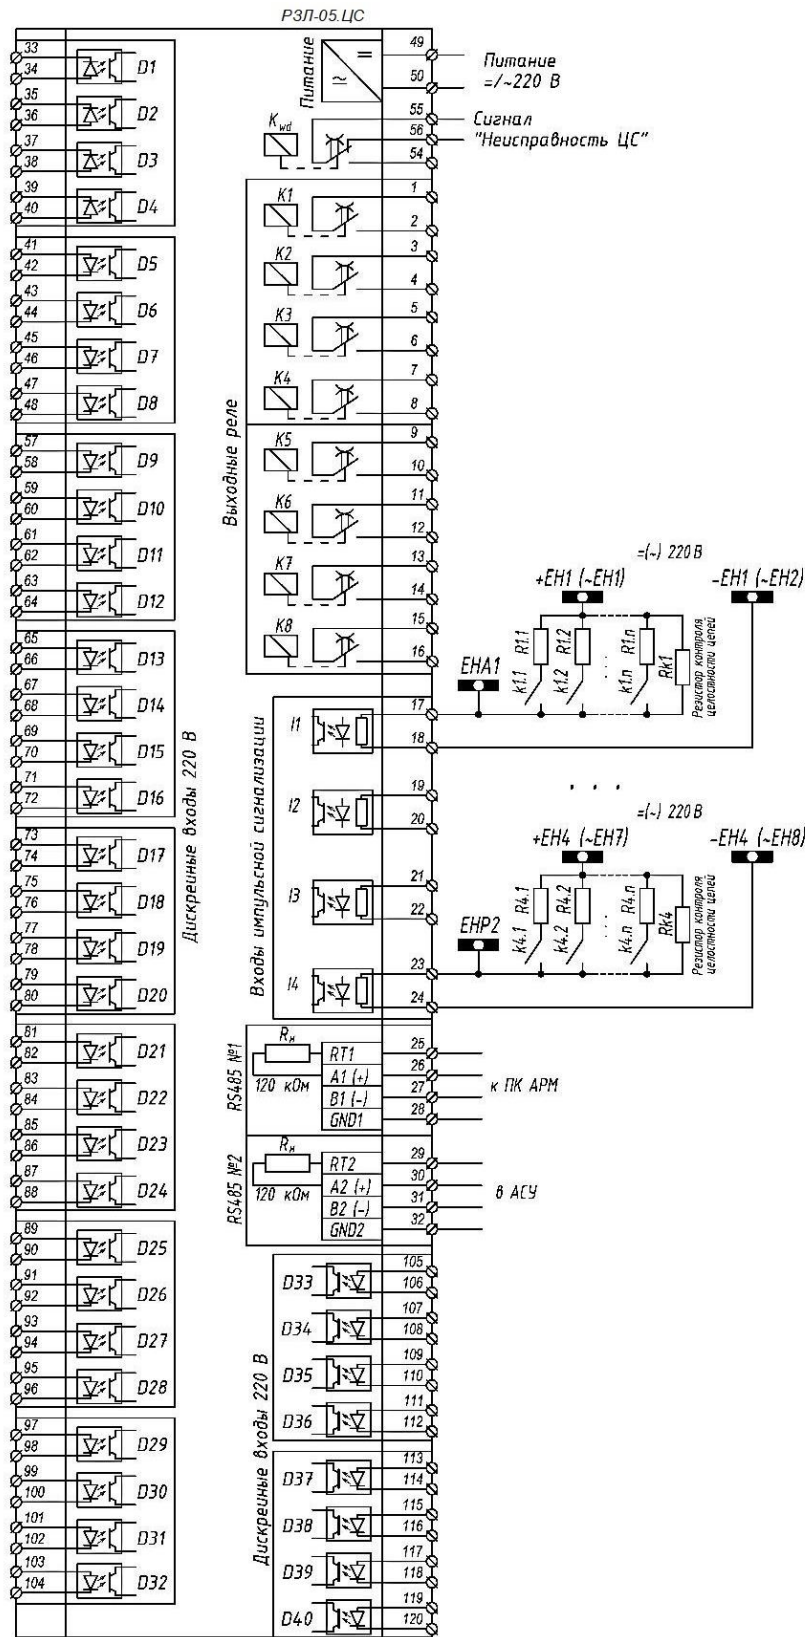 РЗЛ-05.ЦС
33
34
D1
35
36
D2
37
38
D3
39
40
D4
41
42
D5
43
44
D6
45
46
D7
47
48
D8
57
58
D9
59
60
D10
61
62
D11
63
64
D12
65
66
D13
67
68
D14
69
70
D15
71
72
D16
73
74
D17
75
76
D18
77
78
D19
79
80
D20
81
82
D21
83
84
D22
85
86
D23
87
88
D24
89
90
D25
91
92
D26
93
94
D27
95
96
D28
97
98
D29
99
100
D30
101
102
D31
103
104
D32
Дискрейные входы 220 В
Питание
=
≃
49
50
Питание
=/~220 В
Kwd
55
56
54
Сигнал
"Неисправность ЦС"
Выходные реле
K1
1
2
K2
3
4
K3
5
6
K4
7
8
K5
9
10
K6
11
12
K7
13
14
K8
15
16
Входы импульсной сигнализации
I1
17
18
I2
19
20
I3
21
22
I4
23
24
=(~) 220 В
+EH1 (~EH1)
-EH1 (~EH2)
EHA1
R1.1
R1.2
R1.n
k1.1
k1.2
k1.n
Rk1
Резистор контроля
целостности цепей
. . .
=(~) 220 В
+EH4 (~EH7)
-EH4 (~EH8)
EHP2
R4.1
R4.2
R4.n
k4.1
k4.2
k4.n
Rk4
Резистор контроля
целостности цепей
RS485 №1
Rн
120 кОм
RT1
A1 (+)
B1 (-)
GND1
25
26
27
28
к ПК АРМ
RS485 №2
Rн
120 кОм
RT2
A2 (+)
B2 (-)
GND2
29
30
31
32
в АСУ
Дискрейные входы 220 В
D33
105
106
D34
107
108
D35
109
110
D36
111
112
D37
113
114
D38
115
116
D39
117
118
D40
119
120